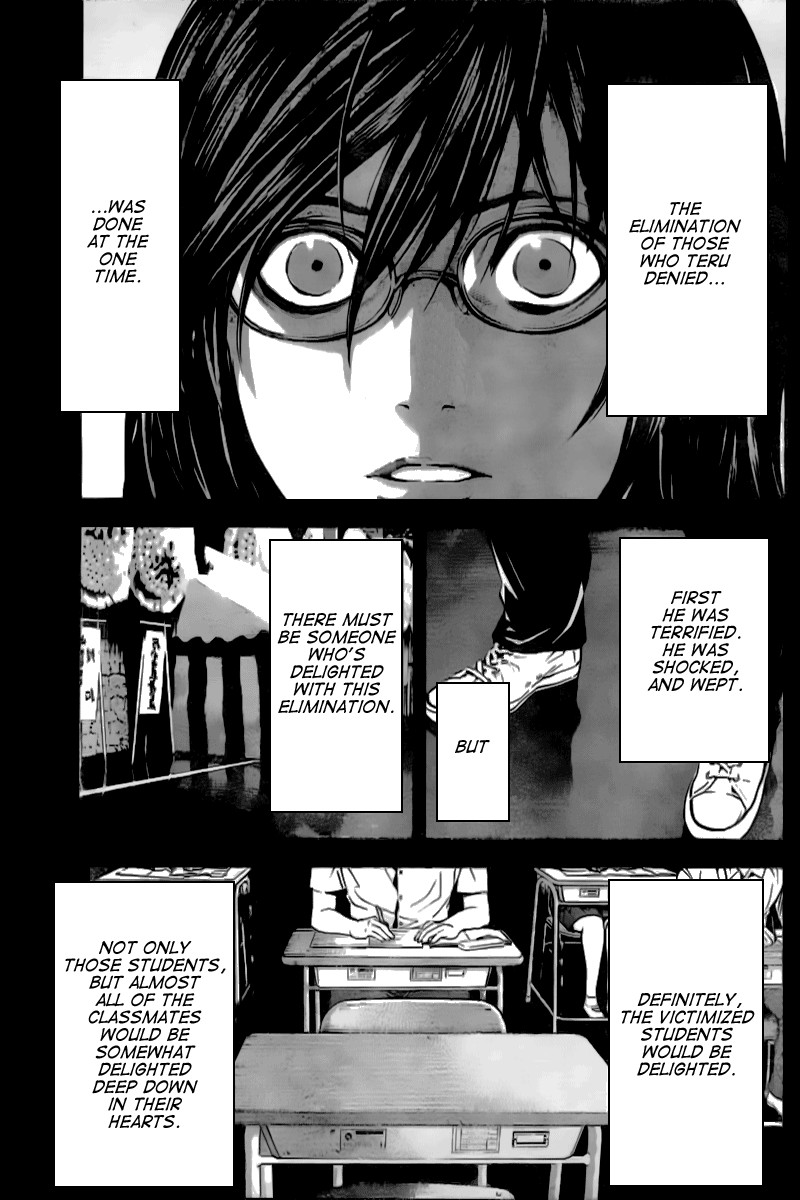 THE
ELIMINATION
OF THOSE
WHO TERU
DENIED...
...WAS
DONE
AT THE
ONE
TIME.
FIRST
HE WAS
TERRIFIED.
HE WAS
SHOCKED,
AND WEPT.
BUT
THERE MUST
BE SOMEONE
WHO'S
DELIGHTED
WITH THIS
ELIMINATION.
DEFINITELY,
THE VICTIMIZED
STUDENTS
WOULD BE
DELIGHTED.
NOT ONLY
THOSE STUDENTS,
BUT ALMOST
ALL OF THE
CLASSMATES
WOULD BE
SOMEWHAT
DELIGHTED
DEEP DOWN
IN THEIR
HEARTS.